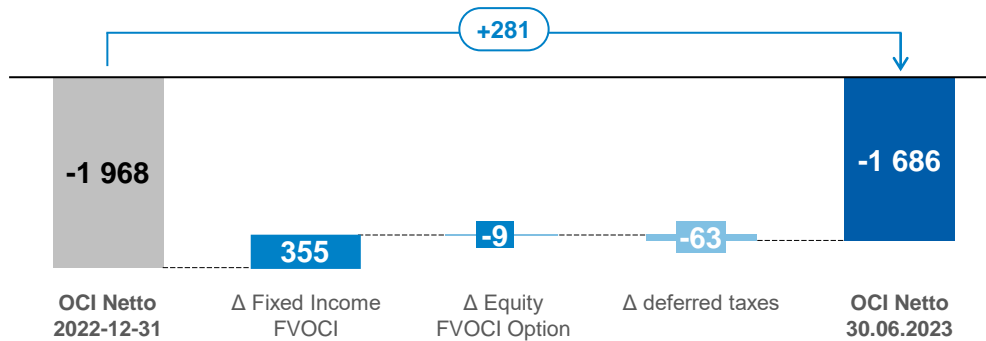 +281
-1 968
355
-9
-63
-1 686
OCI Netto
2022-12-31
Δ Fixed Income
FVOCI
Δ Equity
FVOCI Option
Δ deferred taxes
OCI Netto
30.06.2023